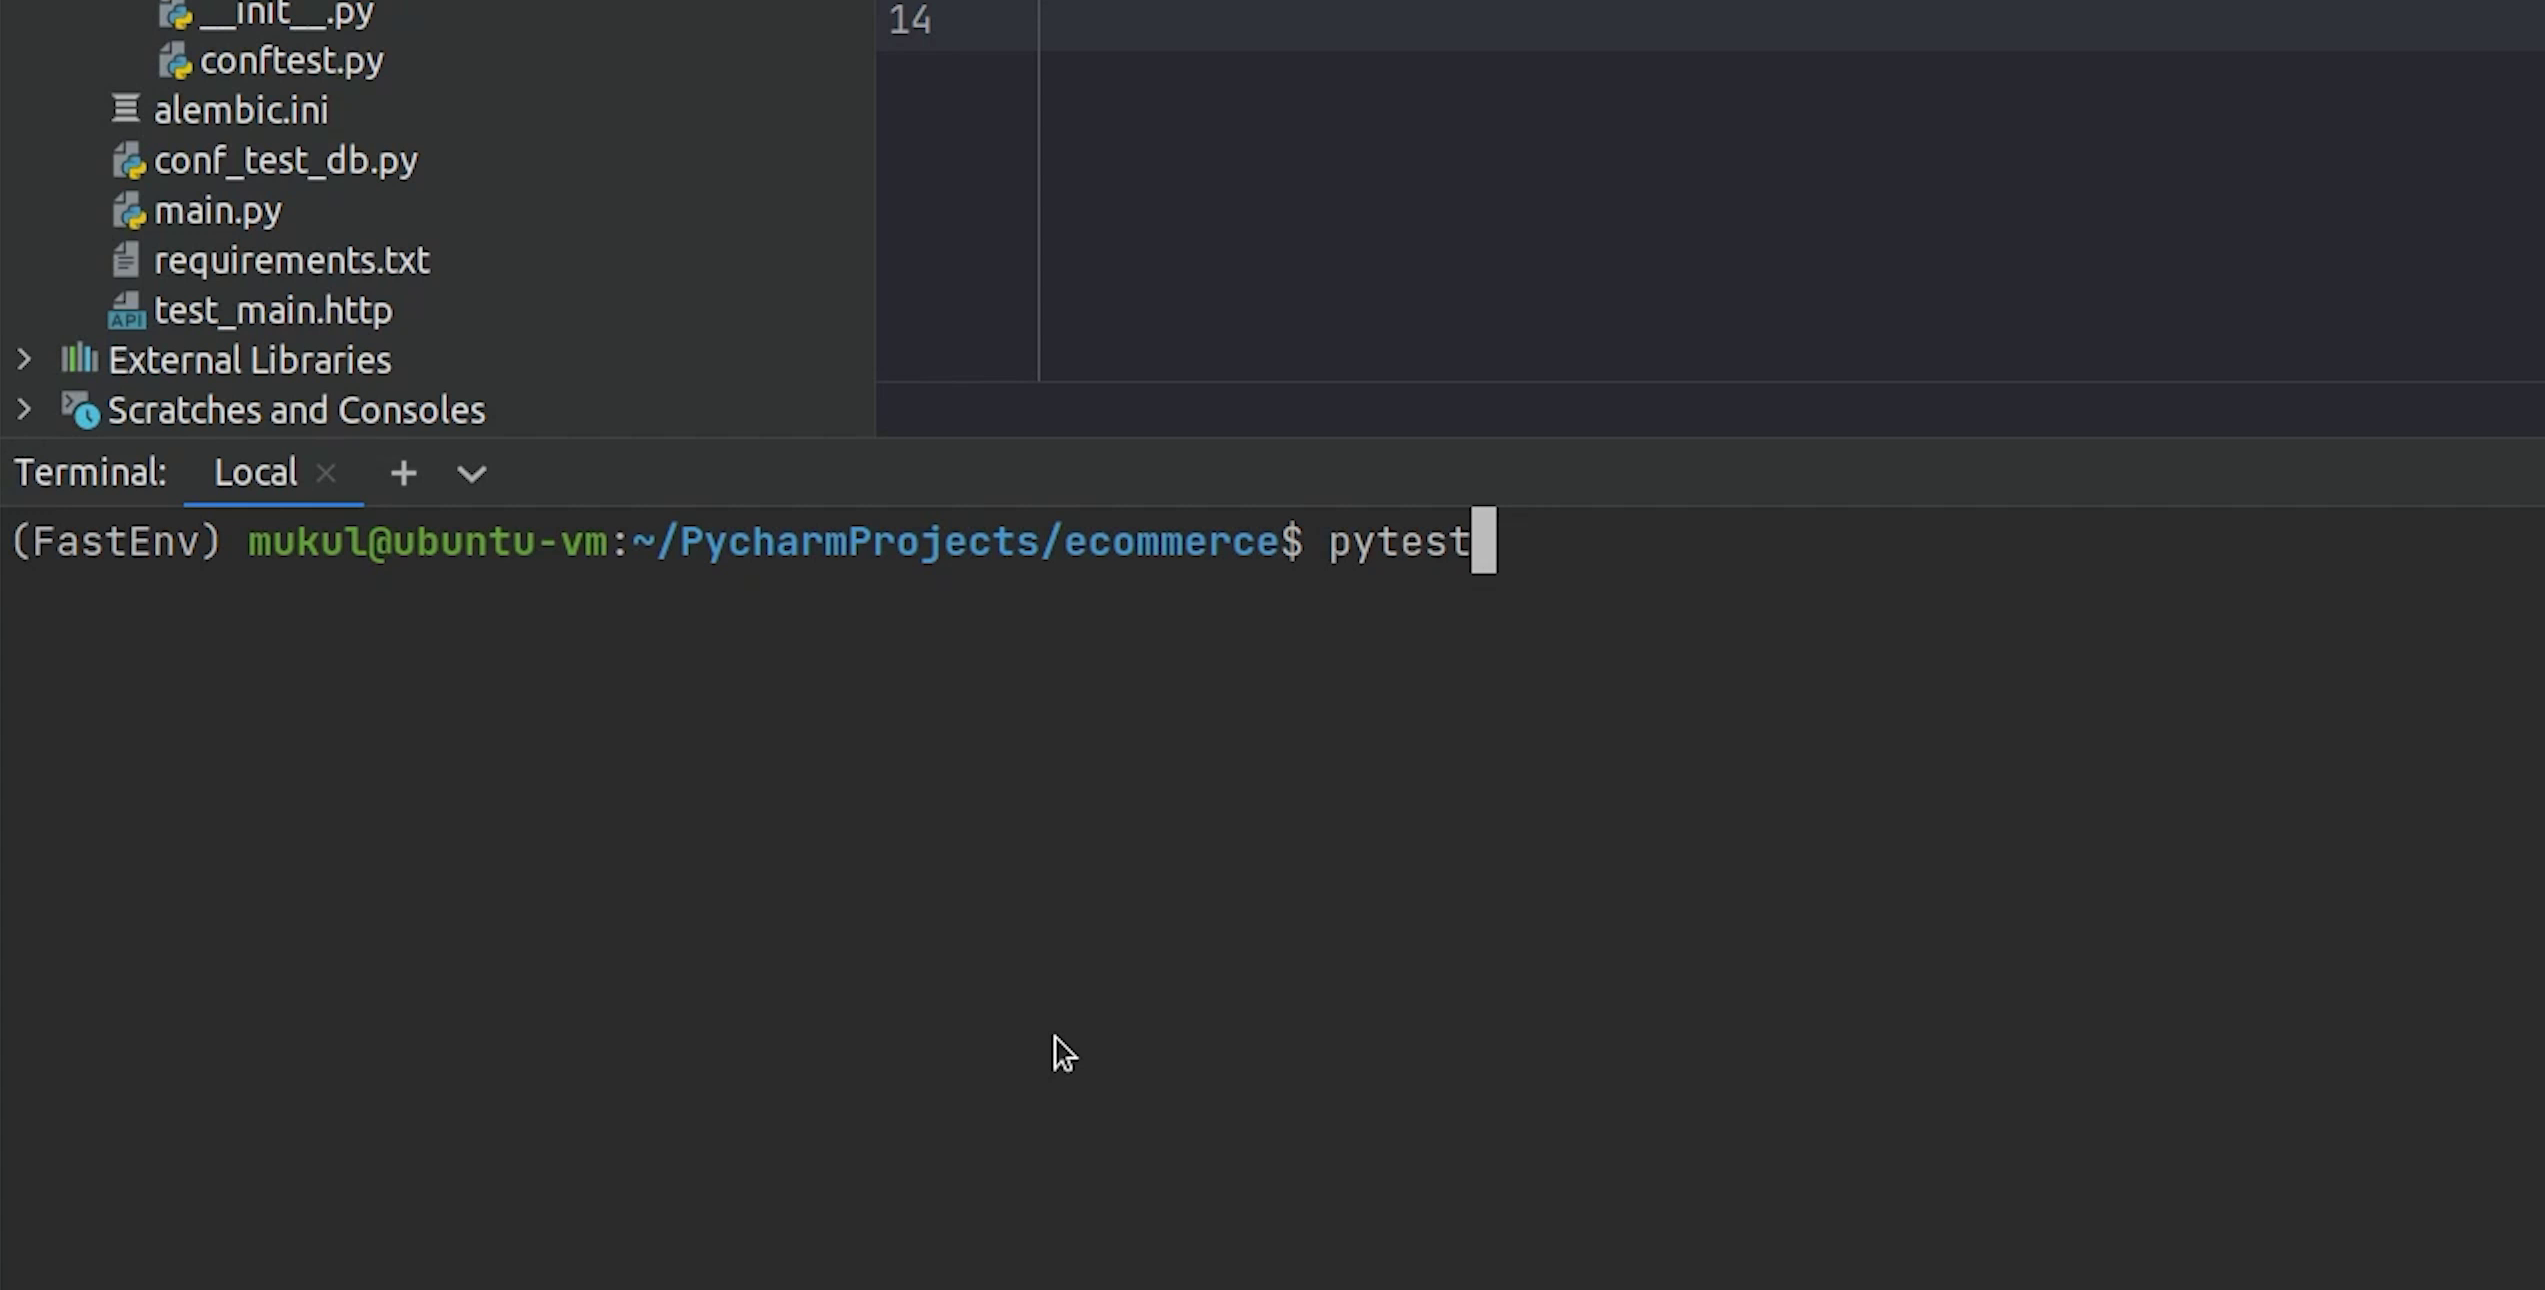 __init__.py
conftest.py
alembic.ini
conf_test_db.py
main.py
requirements.txt
API test_main.http
External Libraries
Scratches and Consoles
14
Terminal: Local × + 
(FastEnv) mukul@ubuntu-vm:~/PycharmProjects/ecommerce$ pytest